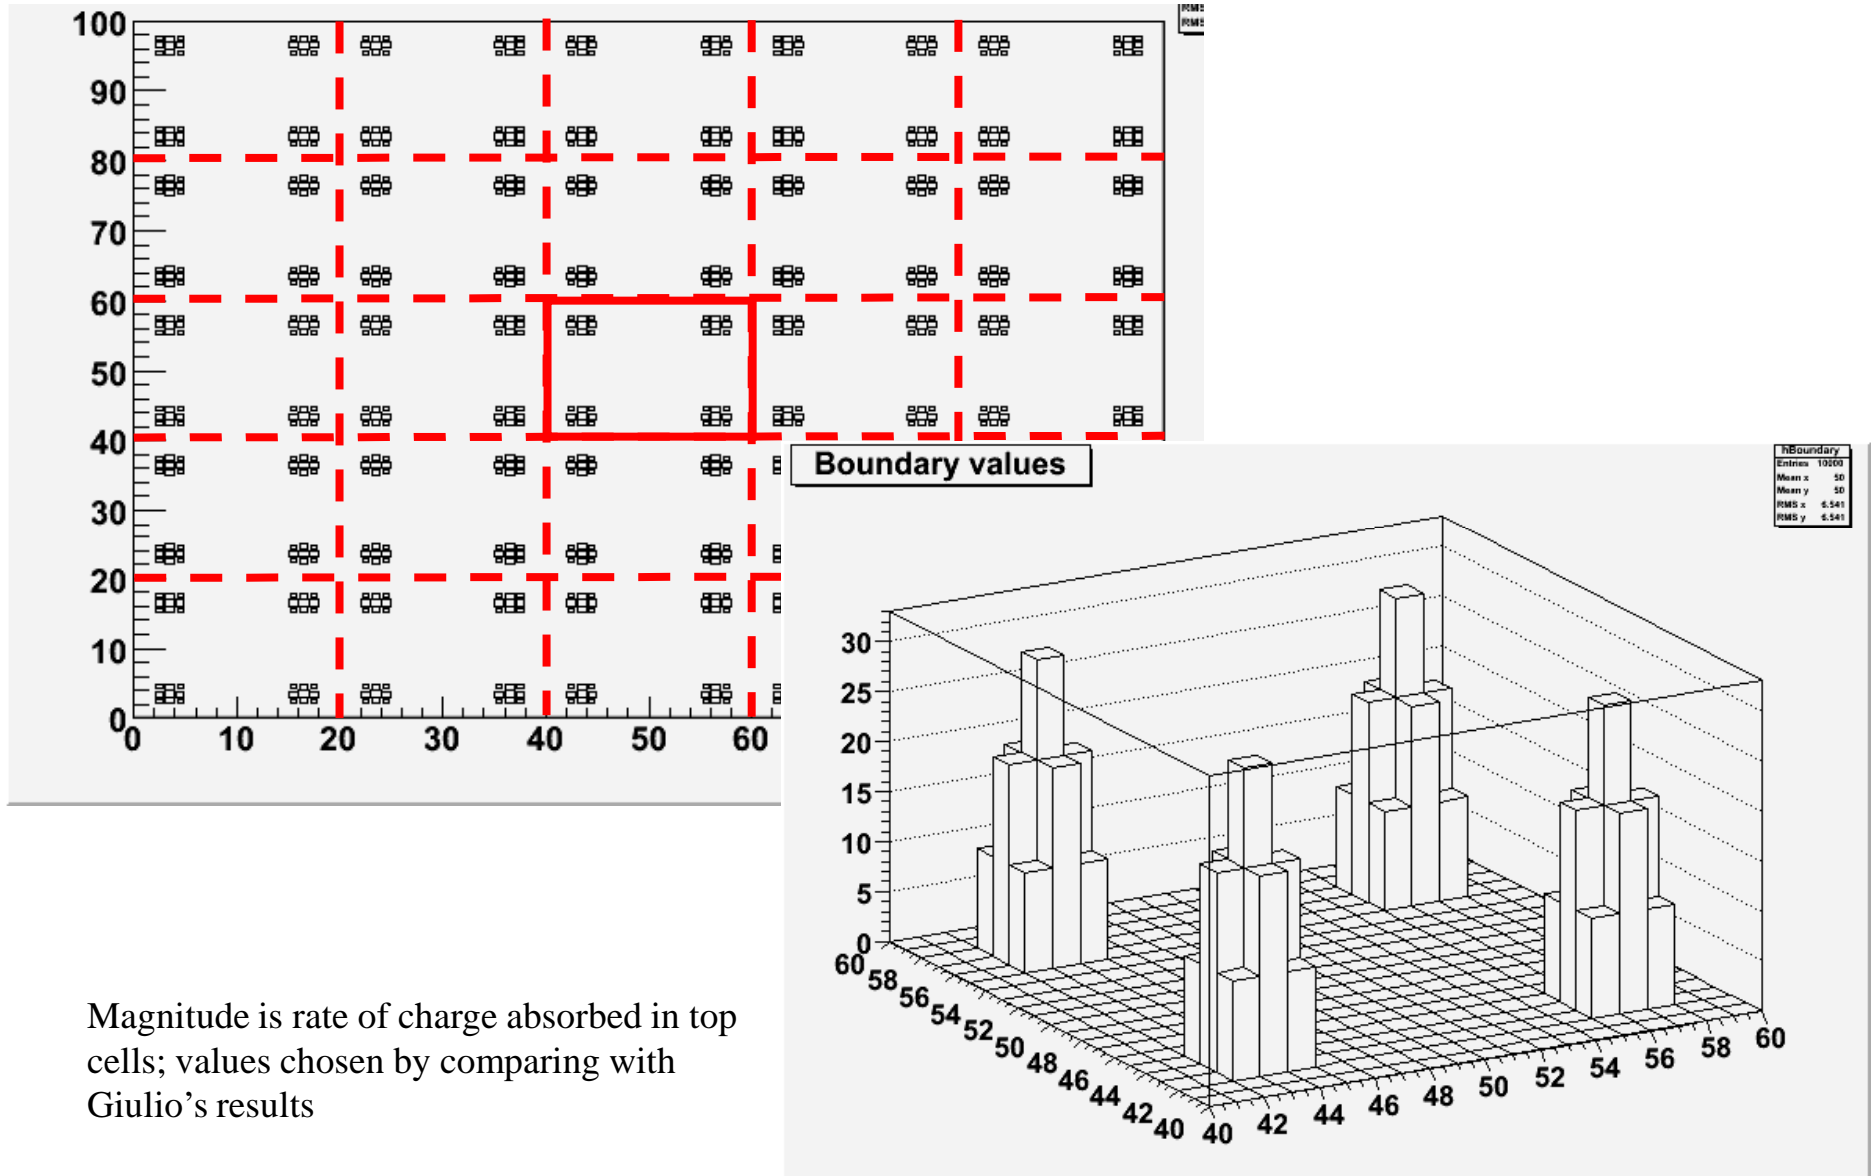 RMS
RMS
100
90
80
70
60
50
40
30
20
10
0
0 10 20 30 40 50 60
Boundary values
hBoundary
Entries 10000
Mean x 50
Mean y 50
RMS x 6.541
RMS y 6.541
30
25
20
15
10
5
0
60 58 56 54 52 50 48 46 44 42 40
40 42 44 46 48 50 52 54 56 58 60
Magnitude is rate of charge absorbed in top
cells; values chosen by comparing with
Giulio’s results